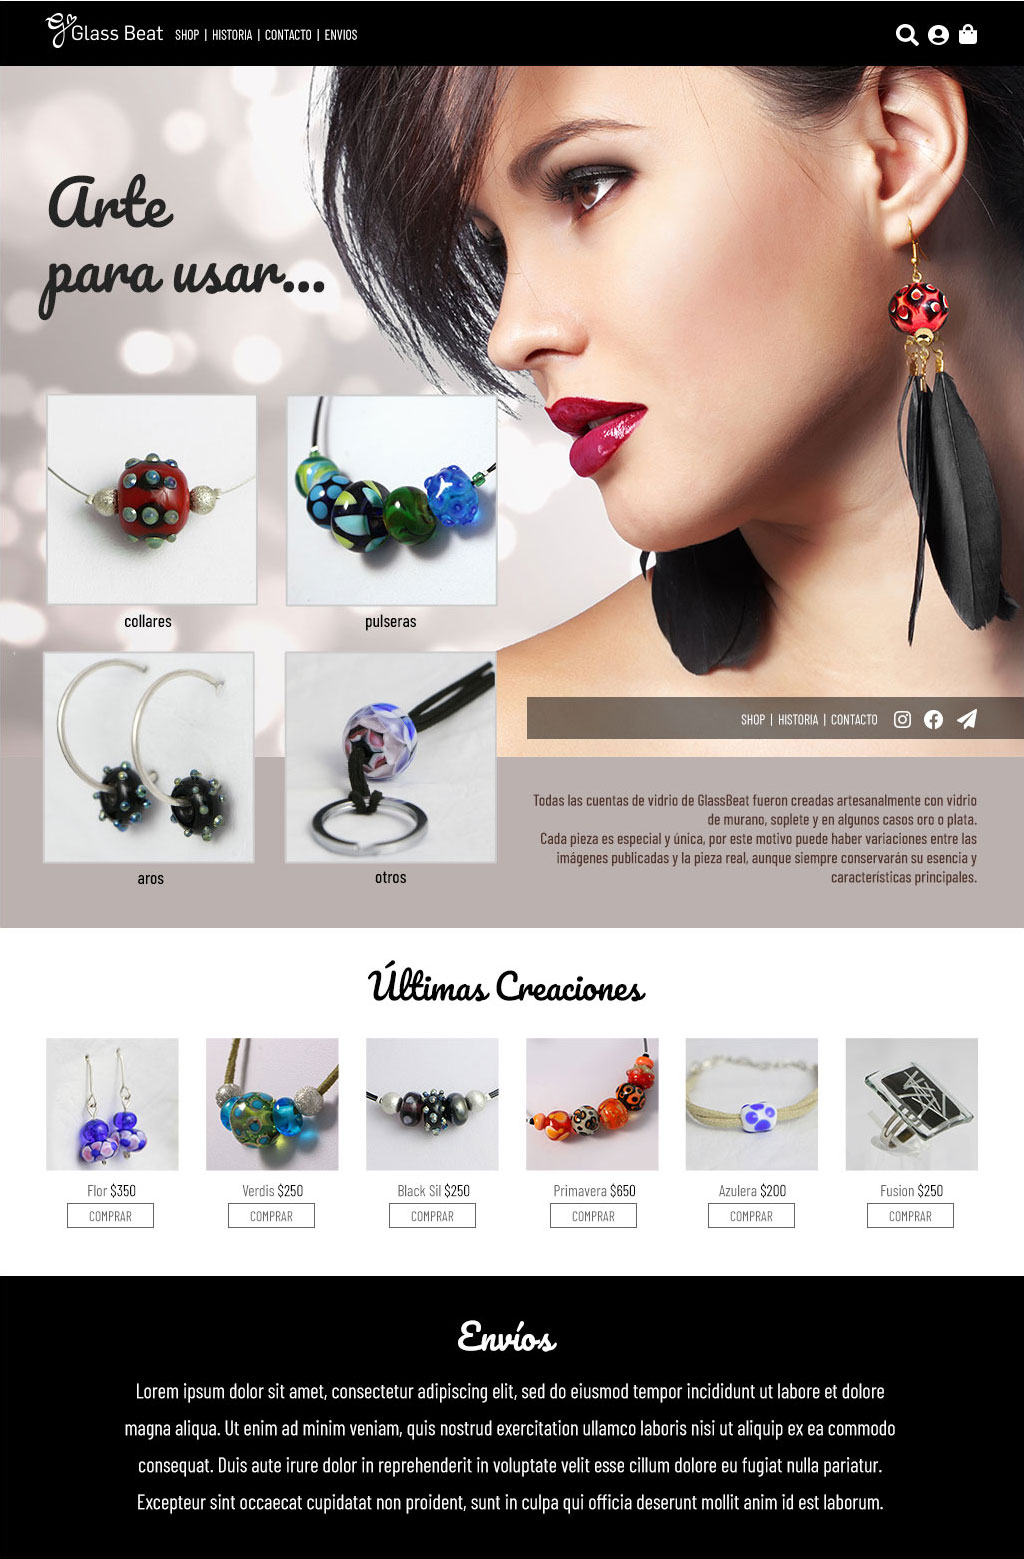 Glass Beat SHOP | HISTORIA | CONTACTO | ENVIOS
Arte
para usar...
collares
pulseras
SHOP | HISTORIA | CONTACTO
aros
otros
Todas las cuentas de vidrio de GlassBeat fueron creadas artesanalmente con vidrio
de murano, soplete y en algunos casos oro o plata.
Cada pieza es especial y única, por este motivo puede haber variaciones entre las
imágenes publicadas y la pieza real, aunque siempre conservarán su esencia y
características principales.
Últimas Creaciones
Flor $350
COMPRAR
Verdis $250
COMPRAR
Black Sil $250
COMPRAR
Primavera $650
COMPRAR
Azulera $200
COMPRAR
Fusion $250
COMPRAR
Envíos
Lorem ipsum dolor sit amet, consectetur adipiscing elit, sed do eiusmod tempor incididunt ut labore et dolore
magna aliqua. Ut enim ad minim veniam, quis nostrud exercitation ullamco laboris nisi ut aliquip ex ea commodo
consequat. Duis aute irure dolor in reprehenderit in voluptate velit esse cillum dolore eu fugiat nulla pariatur.
Excepteur sint occaecat cupidatat non proident, sunt in culpa qui officia deserunt mollit anim id est laborum.